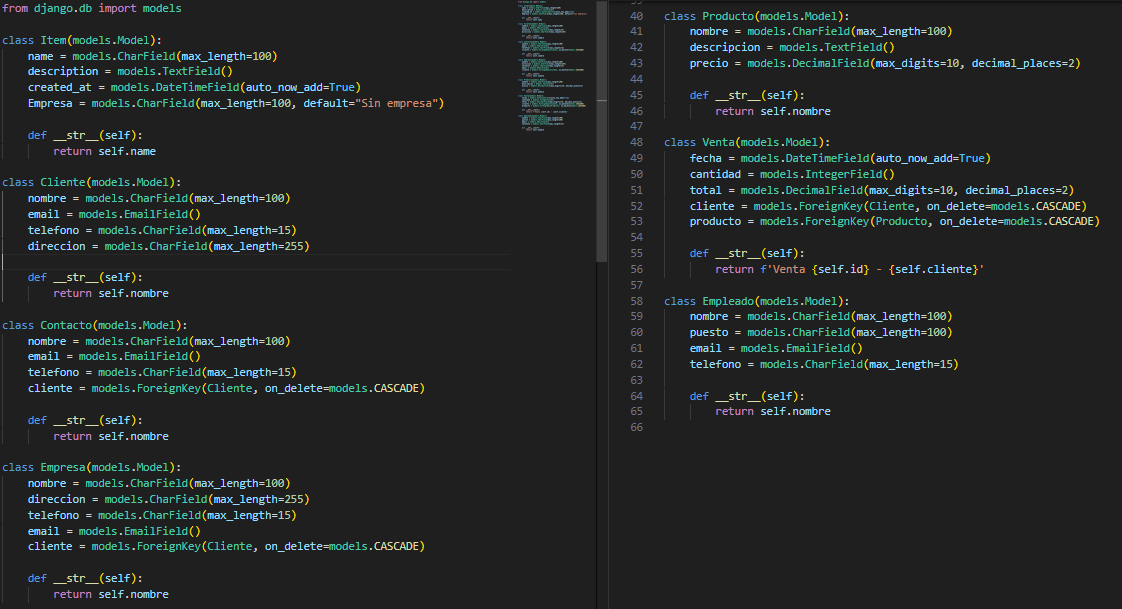 from django.db import models
class Item(models.Model):
name = models.CharField(max_length=100)
description = models.TextField()
created_at = models.DateTimeField(auto_now_add=True)
Empresa = models.CharField(max_length=100, default="Sin empresa")
def __str__(self):
return self.name
class Cliente(models.Model):
nombre = models.CharField(max_length=100)
email = models.EmailField()
telefono = models.CharField(max_length=15)
direccion = models.CharField(max_length=255)
def __str__(self):
return self.nombre
class Contacto(models.Model):
nombre = models.CharField(max_length=100)
email = models.EmailField()
telefono = models.CharField(max_length=15)
cliente = models.ForeignKey(Cliente, on_delete=models.CASCADE)
def __str__(self):
return self.nombre
class Empresa(models.Model):
nombre = models.CharField(max_length=100)
direccion = models.CharField(max_length=255)
telefono = models.CharField(max_length=15)
email = models.EmailField()
cliente = models.ForeignKey(Cliente, on_delete=models.CASCADE)
def __str__(self):
return self.nombre
40 class Producto(models.Model):
41 nombre = models.CharField(max_length=100)
42 descripcion = models.TextField()
43 precio = models.DecimalField(max_digits=10, decimal_places=2)
44
45 def __str__(self):
46 return self.nombre
47
48 class Venta(models.Model):
49 fecha = models.DateTimeField(auto_now_add=True)
50 cantidad = models.IntegerField()
51 total = models.DecimalField(max_digits=10, decimal_places=2)
52 cliente = models.ForeignKey(Cliente, on_delete=models.CASCADE)
53 producto = models.ForeignKey(Producto, on_delete=models.CASCADE)
54
55 def __str__(self):
56 return f'Venta {self.id} - {self.cliente}'
57
58 class Empleado(models.Model):
59 nombre = models.CharField(max_length=100)
60 puesto = models.CharField(max_length=100)
61 email = models.EmailField()
62 telefono = models.CharField(max_length=15)
63
64 def __str__(self):
65 return self.nombre
66